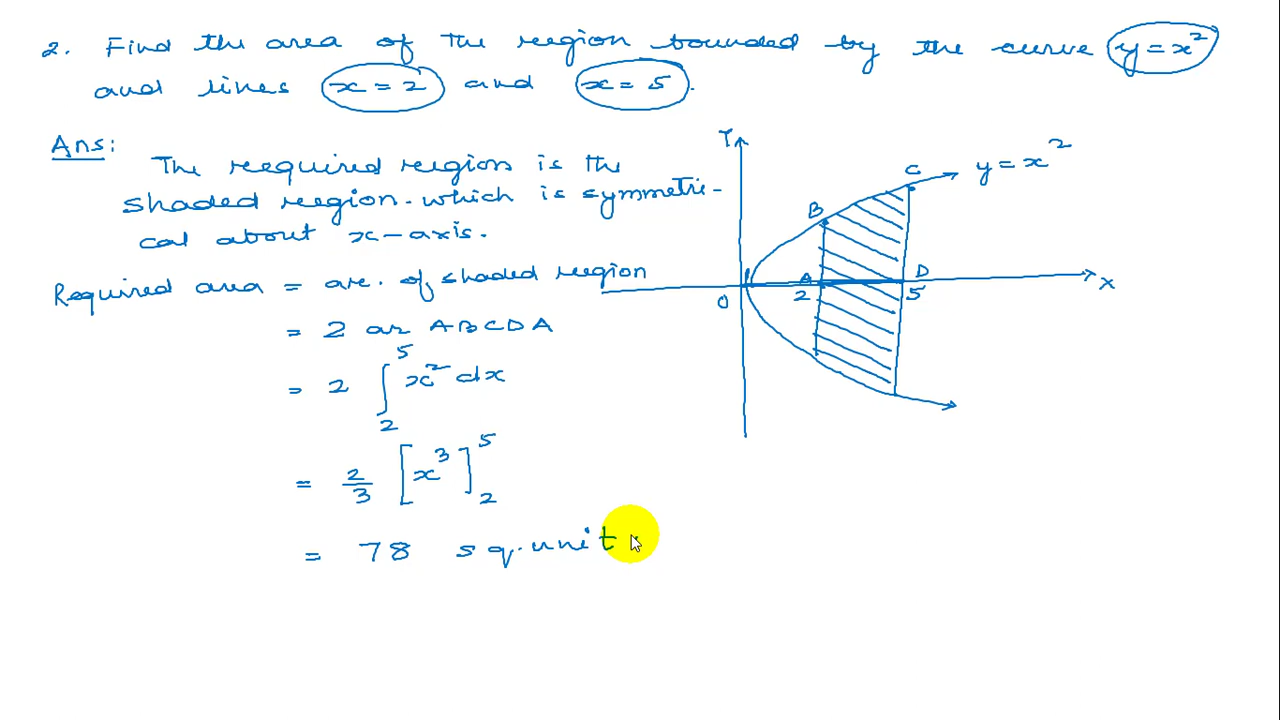 2. Find the area of the region bounded by the curve y = x²
and lines x = 2 and x = 5.
Ans:
The required region is the
shaded region. which is symmetri-
cal about x-axis.
Required area = are. of shaded region
= 2 ar ABCDA
= 2 ∫₂⁵ x² dx
= 2/3 [x³]₂⁵
= 78 sq. unit
Y
C
y = x²
B
A
D
O
2
5
X